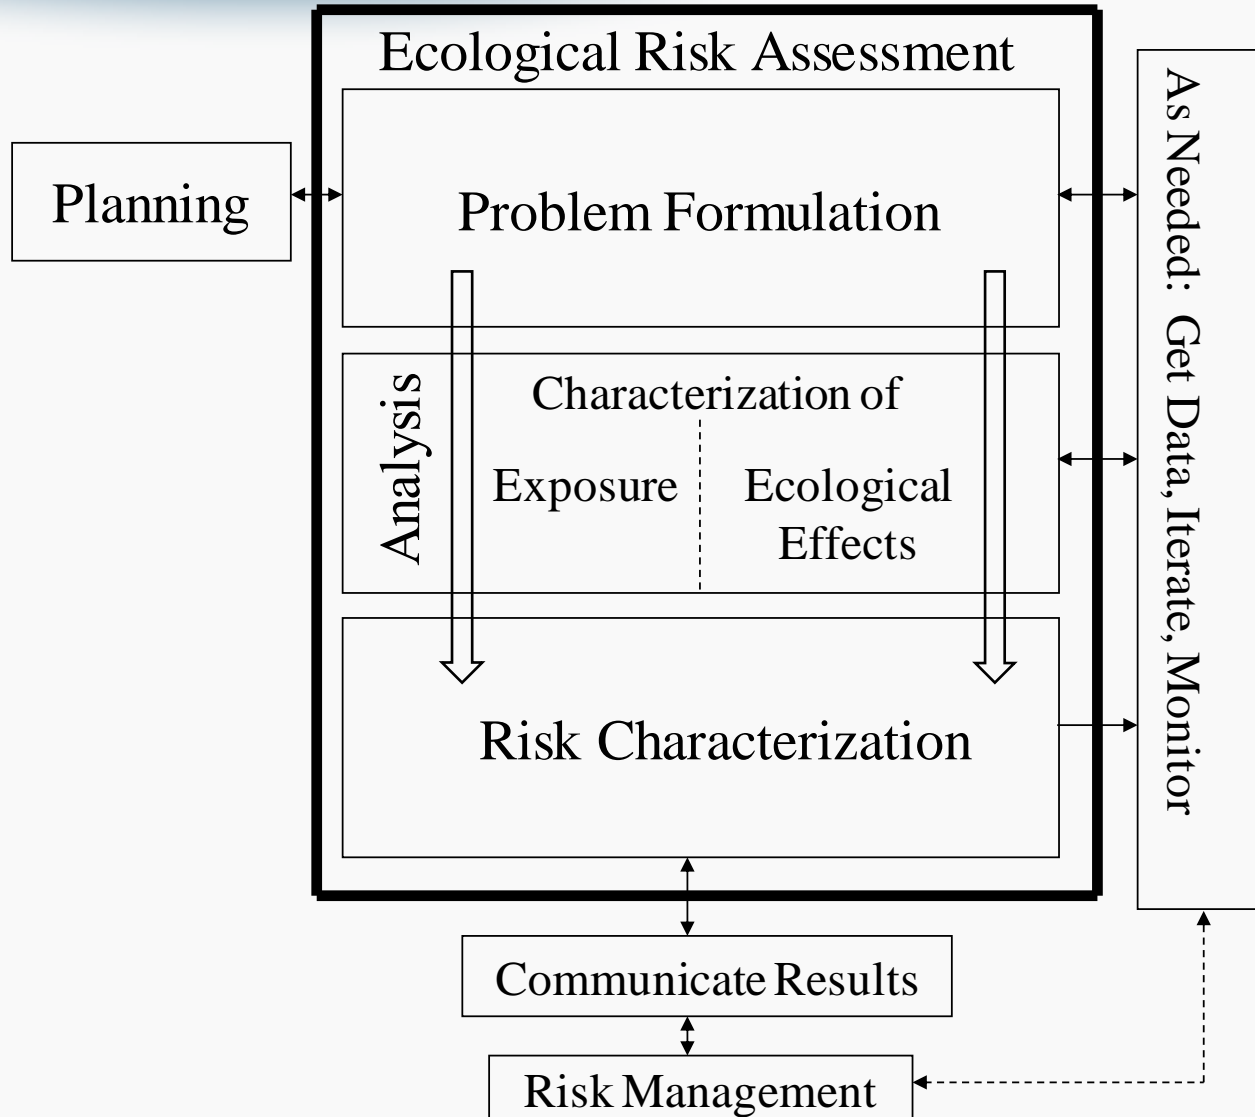 Ecological Risk Assessment
Planning
Problem Formulation
Analysis
Characterization of
Exposure
Ecological
Effects
Risk Characterization
As Needed: Get Data, Iterate, Monitor
Communicate Results
Risk Management